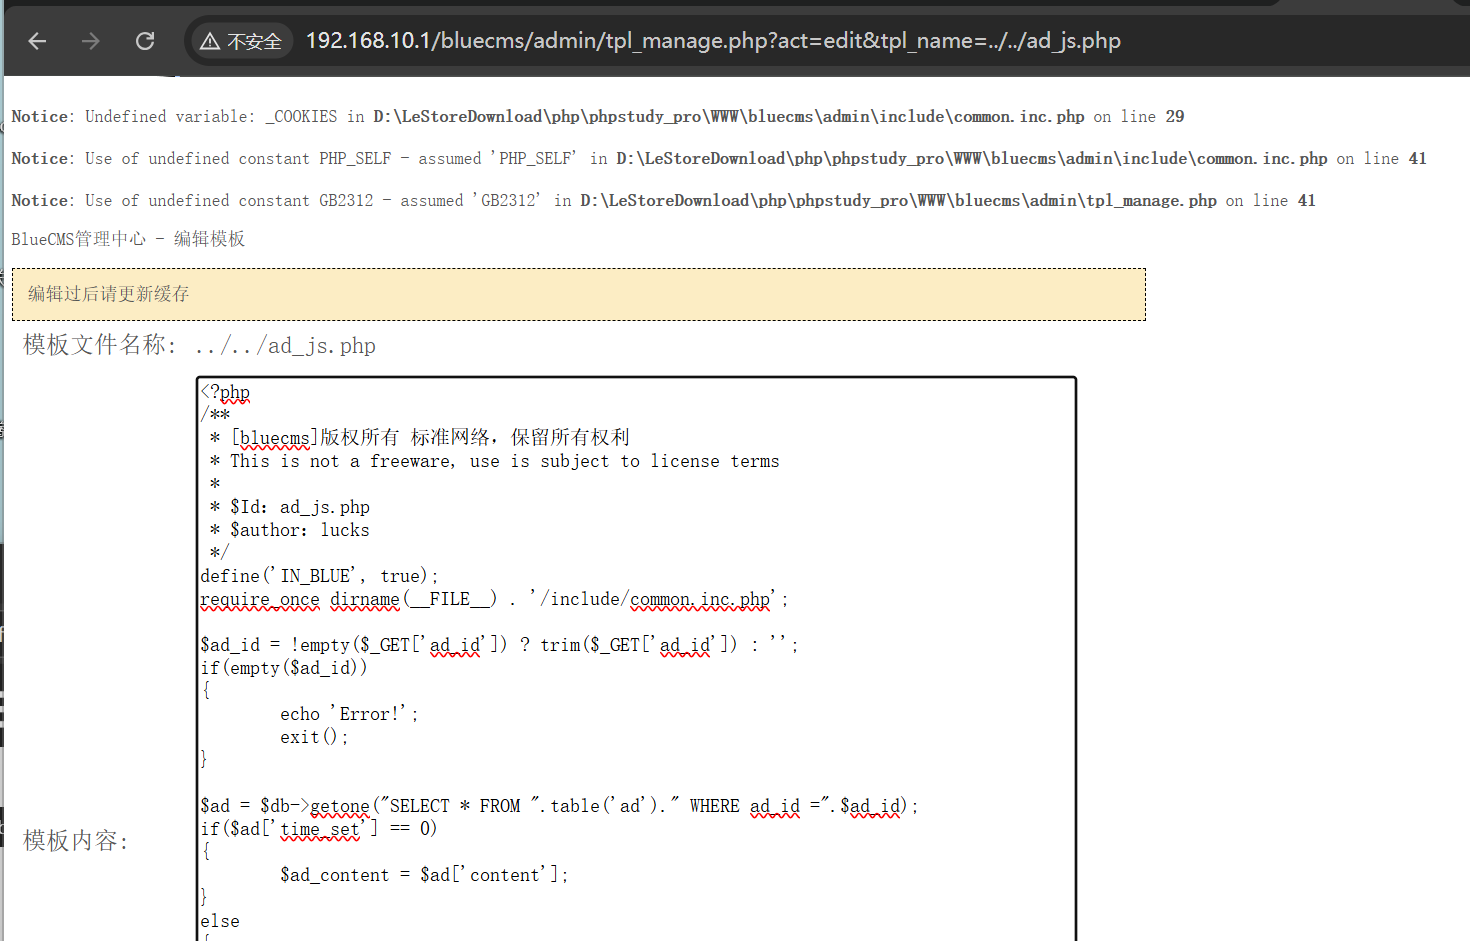 不安全 192.168.10.1/bluecms/admin/tpl_manage.php?act=edit&tpl_name=../../ad_js.php
Notice: Undefined variable: _COOKIES in D:\LeStoreDownload\php\phpstudy_pro\WWW\bluecms\admin\include\common.inc.php on line 29
Notice: Use of undefined constant PHP_SELF - assumed 'PHP_SELF' in D:\LeStoreDownload\php\phpstudy_pro\WWW\bluecms\admin\include\common.inc.php on line 41
Notice: Use of undefined constant GB2312 - assumed 'GB2312' in D:\LeStoreDownload\php\phpstudy_pro\WWW\bluecms\admin\tpl_manage.php on line 41
BlueCMS管理中心 - 编辑模板
编辑过后请更新缓存
模板文件名称: ../../ad_js.php
<?php
/**
 * [bluecms]版权所有 标准网络，保留所有权利
 * This is not a freeware, use is subject to license terms
 *
 * $Id：ad_js.php
 * $author：lucks
 */
define('IN_BLUE', true);
require_once dirname(__FILE__) . '/include/common.inc.php';
$ad_id = !empty($_GET['ad_id']) ? trim($_GET['ad_id']) : '';
if(empty($ad_id))
{
echo 'Error!';
exit();
}
$ad = $db->getone("SELECT * FROM ".table('ad')." WHERE ad_id =".$ad_id);
if($ad['time_set'] == 0)
模板内容:
{
$ad_content = $ad['content'];
}
else
{